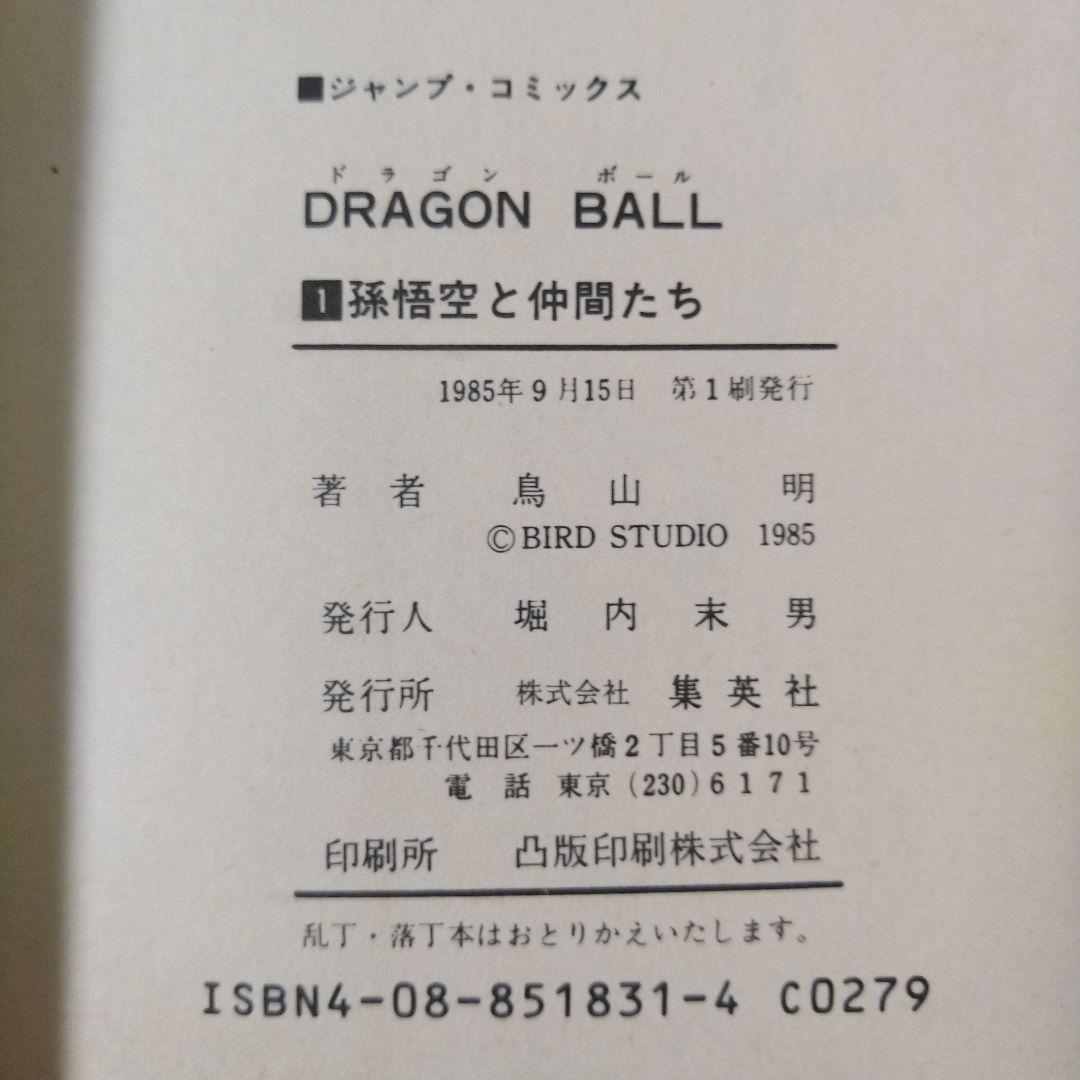 ■ジャンプ・コミックス
ドラゴン ボール
DRAGON BALL
1孫悟空と仲間たち
1985年9月15日 第1刷発行
著者 鳥山 明
©BIRD STUDIO 1985
発行人 堀内末男
発行所 株式会社 集英社
東京都千代田区一ツ橋2丁目5番10号
電話 東京(230)6171
印刷所 凸版印刷株式会社
乱丁・落丁本はおとりかえいたします。
ISBN4-08-851831-4 C0279